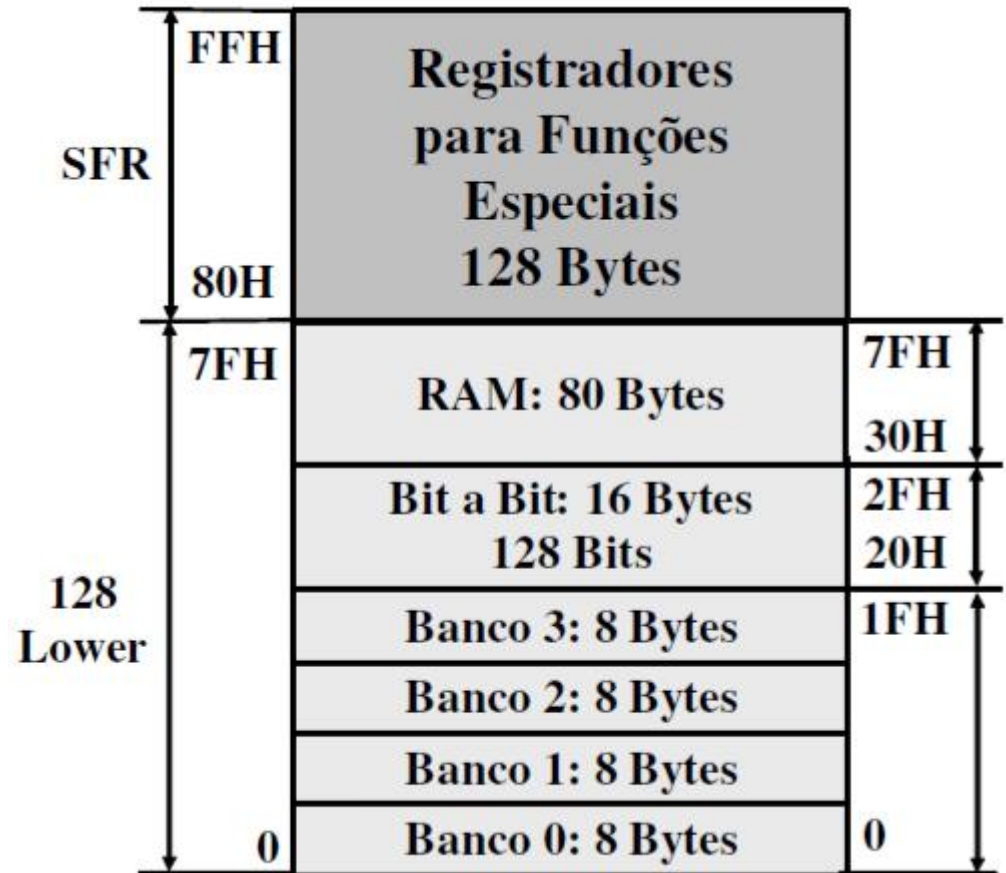 FFH
Registradores
para Funções
Especiais
128 Bytes
SFR
80H
7FH
RAM: 80 Bytes
7FH
30H
Bit a Bit: 16 Bytes
128 Bits
2FH
20H
128
Lower
Banco 3: 8 Bytes
1FH
Banco 2: 8 Bytes
Banco 1: 8 Bytes
0
Banco 0: 8 Bytes
0